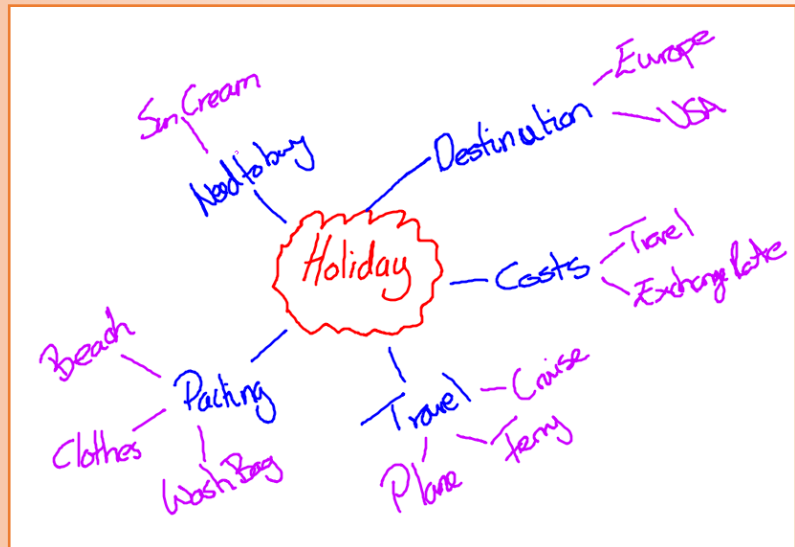 Holiday
Destination
Europe
USA
Costs
Travel
Exchange Rate
Travel
Cruise
Ferry
Plane
Packing
Beach
Clothes
Wash Bag
Need to buy
Sun Cream